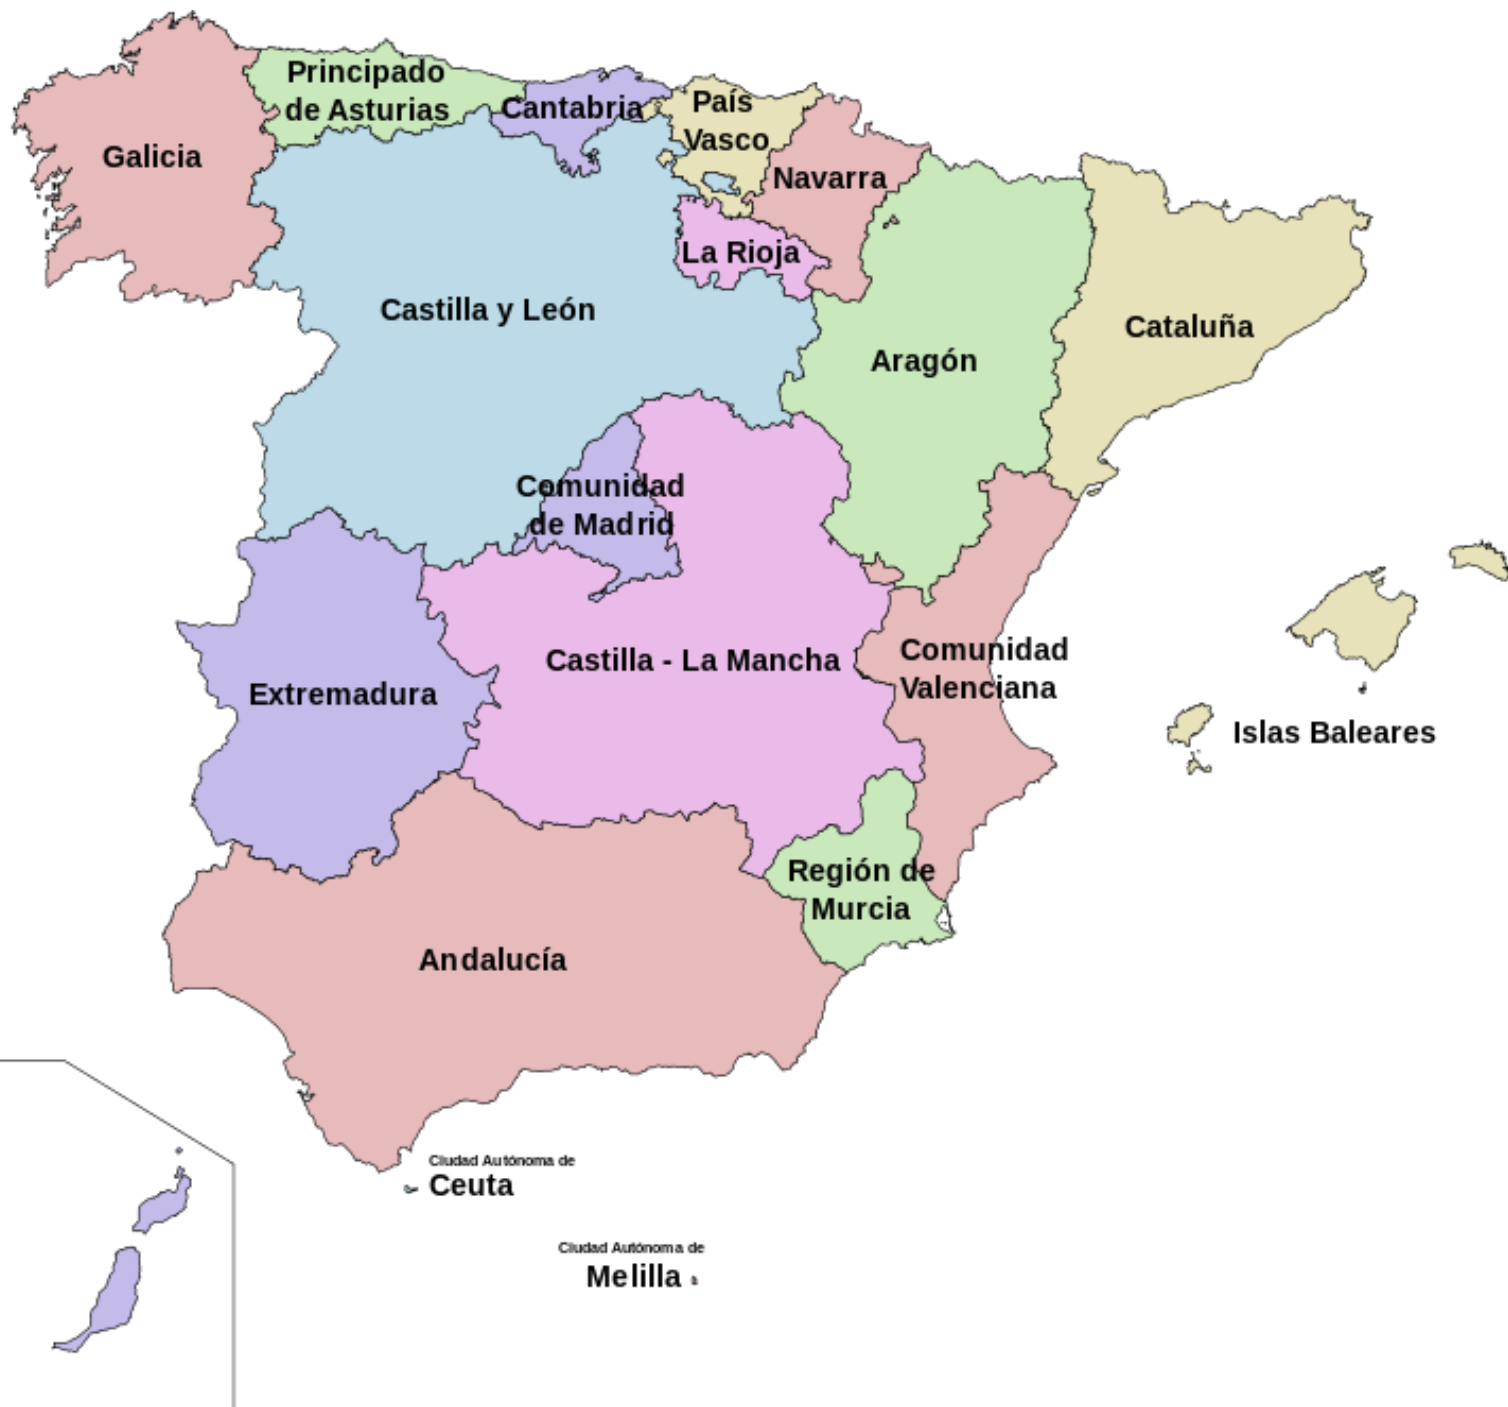 Principado
de Asturias
Cantabria
País
Vasco
Galicia
Navarra
La Rioja
Castilla y León
Cataluña
Aragón
Comunidad
de Madrid
Comunidad
Valenciana
Castilla - La Mancha
Extremadura
Islas Baleares
Región de
Murcia
Andalucía
Ciudad Autónoma de
Ceuta
Ciudad Autónoma de
Melilla